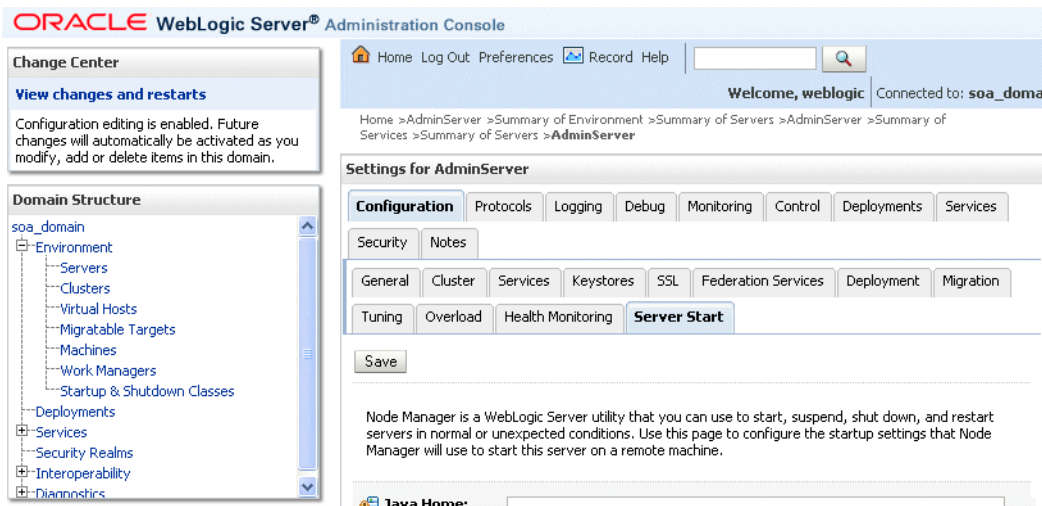 ORACLE WebLogic Server® Administration Console
Change Center
View changes and restarts
Configuration editing is enabled. Future
changes will automatically be activated as you
modify, add or delete items in this domain.
Domain Structure
soa_domain
Environment
Servers
Clusters
Virtual Hosts
Migratable Targets
Machines
Work Managers
Startup & Shutdown Classes
Deployments
Services
Security Realms
Interoperability
Diagnostics
Home Log Out Preferences Record Help
Welcome, weblogic Connected to: soa_doma
Home >AdminServer >Summary of Environment >Summary of Servers >AdminServer >Summary of
Services >Summary of Servers >AdminServer
Settings for AdminServer
Configuration Protocols Logging Debug Monitoring Control Deployments Services
Security Notes
General Cluster Services Keystores SSL Federation Services Deployment Migration
Tuning Overload Health Monitoring Server Start
Save
Node Manager is a WebLogic Server utility that you can use to start, suspend, shut down, and restart
servers in normal or unexpected conditions. Use this page to configure the startup settings that Node
Manager will use to start this server on a remote machine.
Java Home: